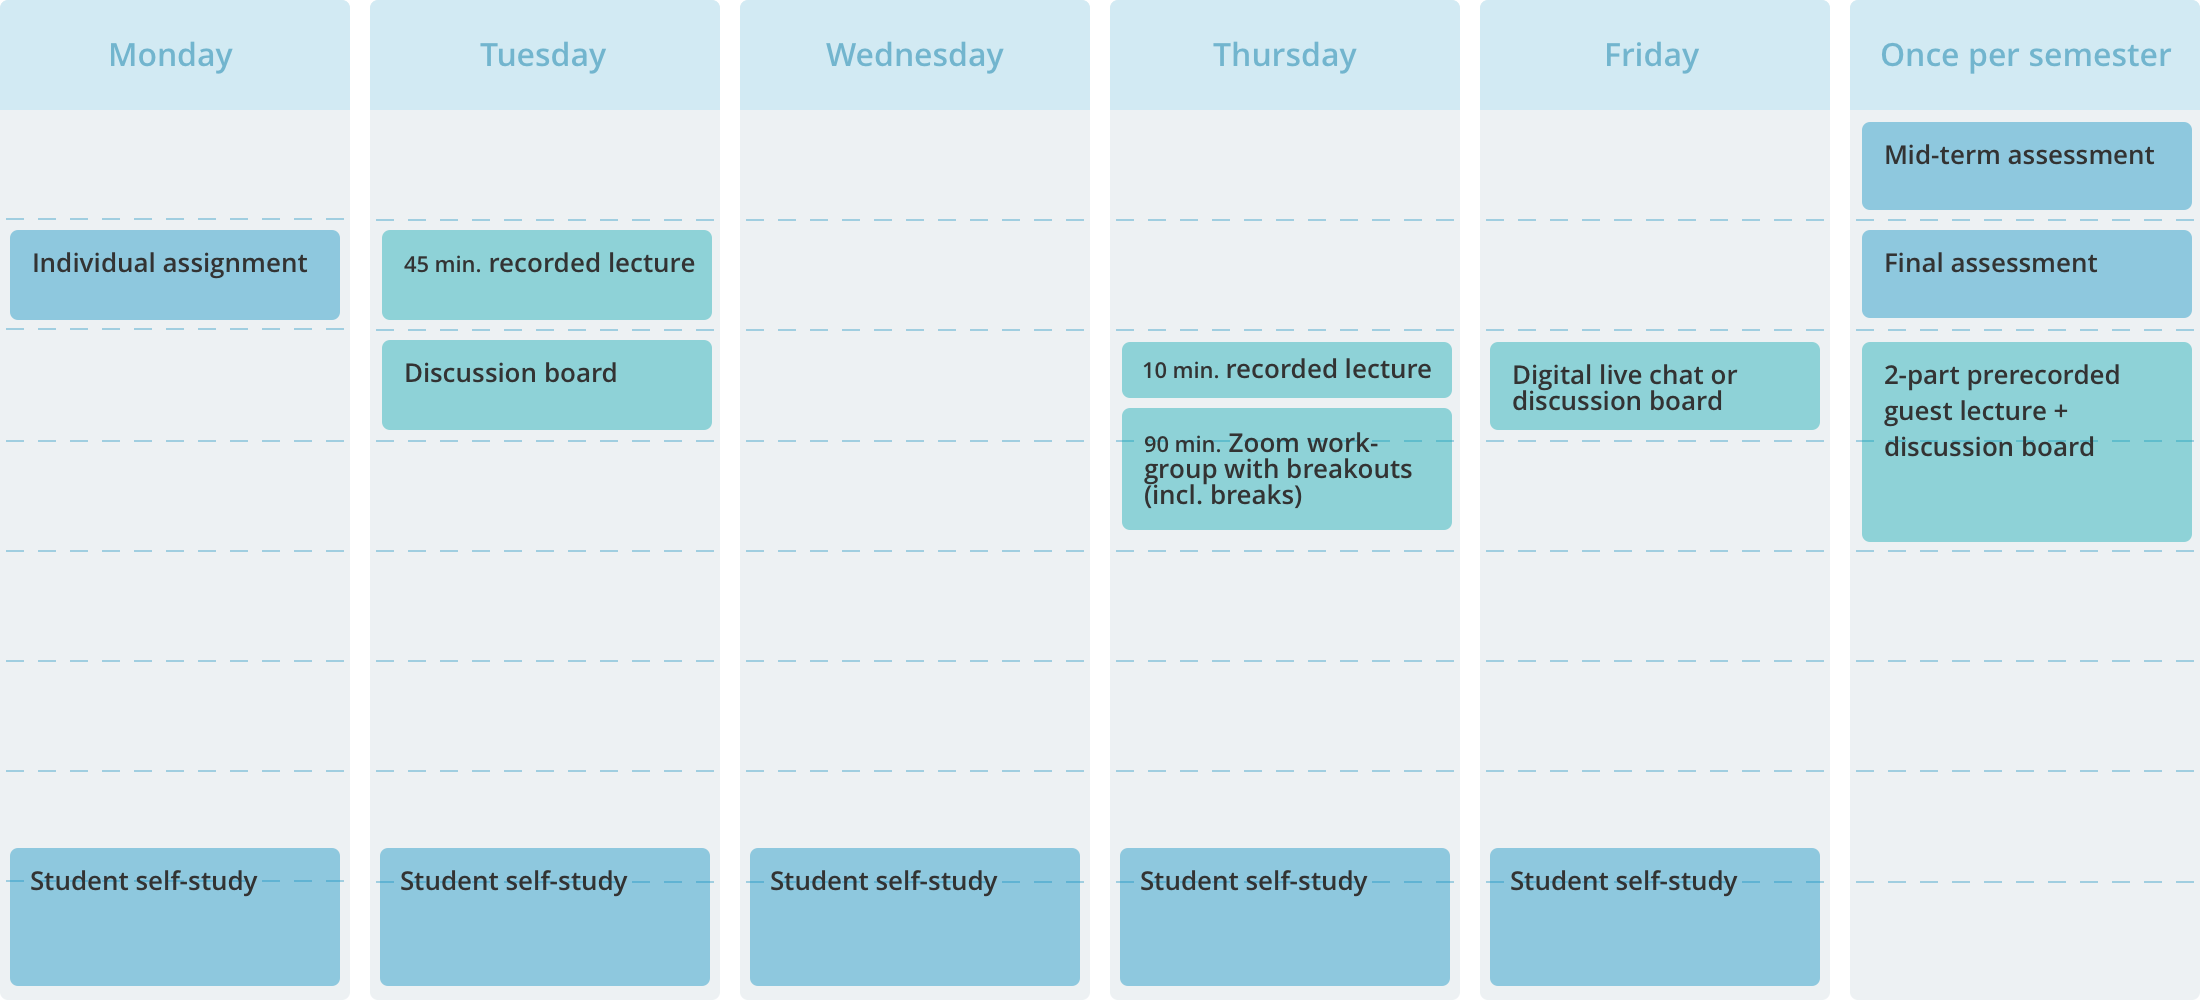 Monday
Tuesday
Wednesday
Thursday
Friday
Once per semester
Mid-term assessment
Individual assignment
45 min. recorded lecture
Final assessment
Discussion board
10 min. recorded lecture
90 min. Zoom work-
group with breakouts
(incl. breaks)
Digital live chat or
discussion board
2-part prerecorded
guest lecture +
discussion board
Student self-study
Student self-study
Student self-study
Student self-study
Student self-study